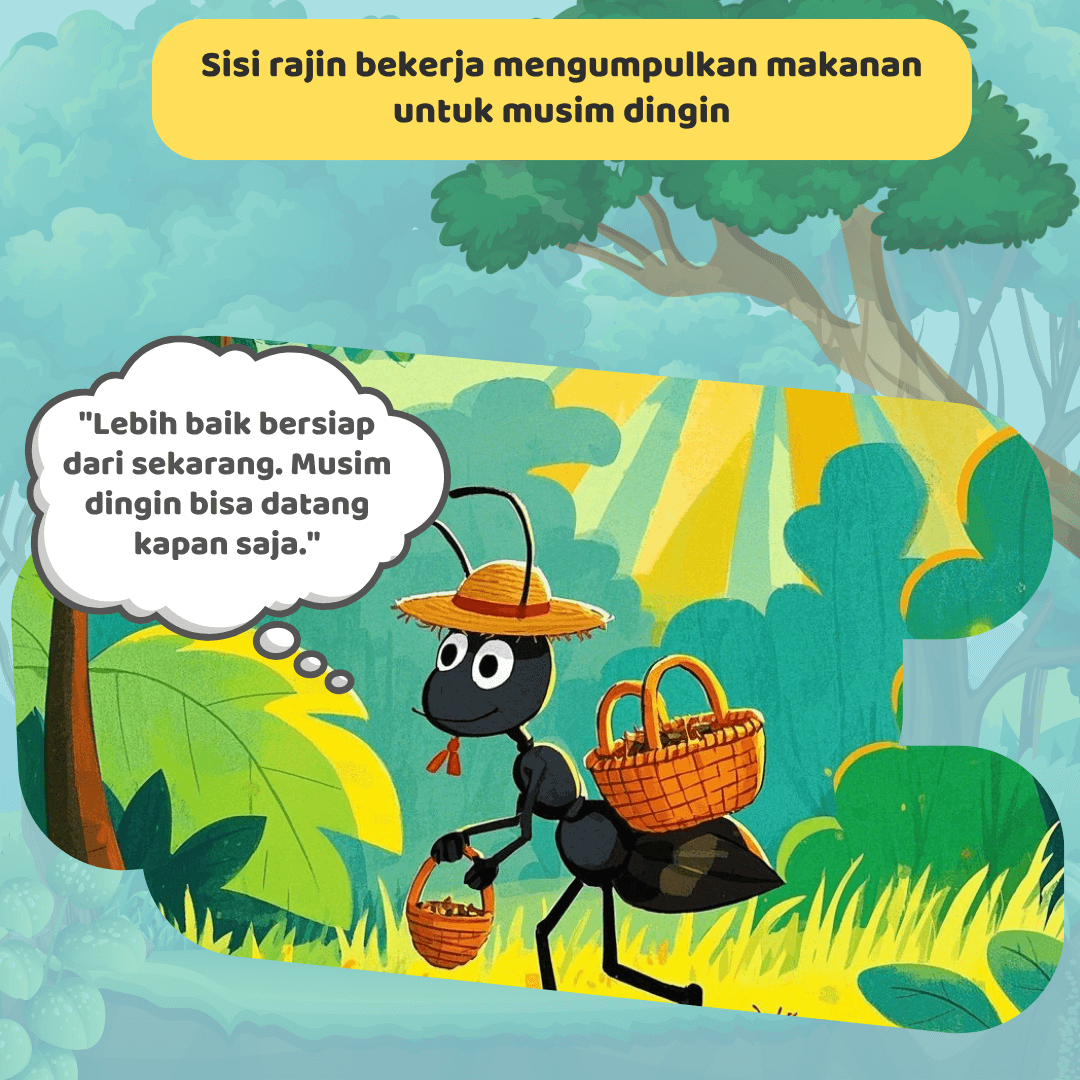 Sisi rajin bekerja mengumpulkan makanan
untuk musim dingin
"Lebih baik bersiap
dari sekarang. Musim
dingin bisa datang
kapan saja."